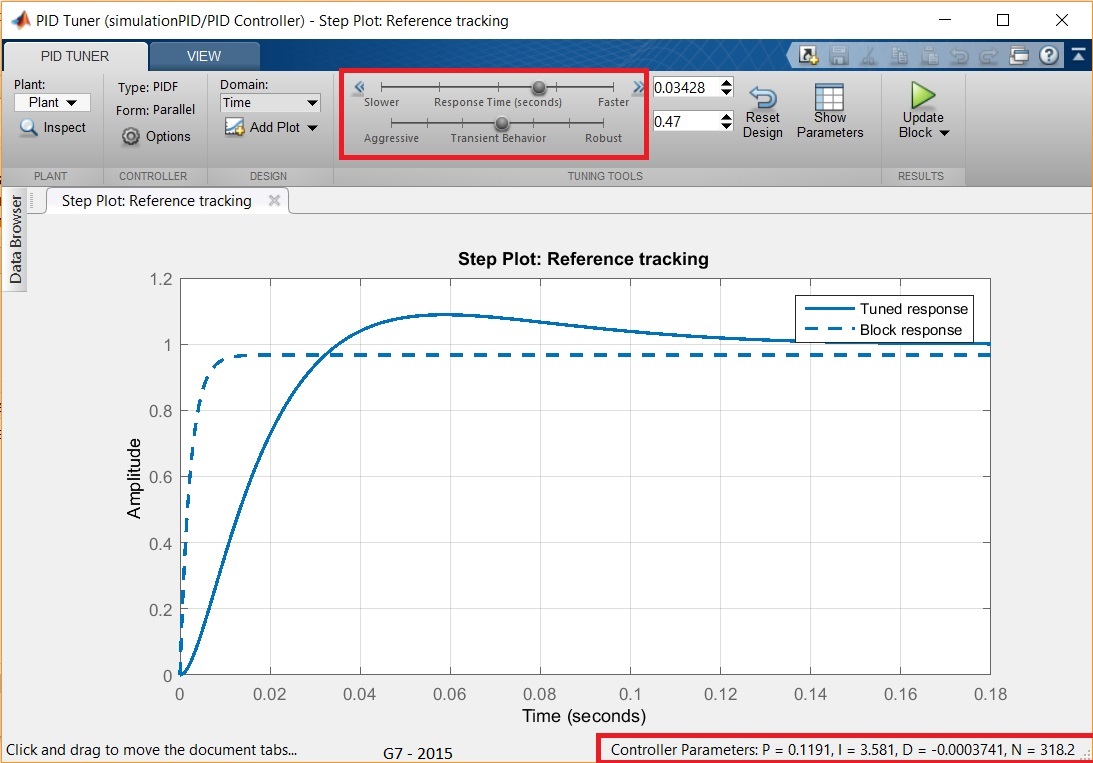 PID Tuner (simulationPID/PID Controller) - Step Plot: Reference tracking
PID TUNER VIEW
Plant:
Plant
Inspect
PLANT
Type: PIDF
Form: Parallel
Options
CONTROLLER
Domain:
Time
Add Plot
DESIGN
Slower Response Time (seconds) Faster
Aggressive Transient Behavior Robust
0.03428
0.47
Reset
Design
Show
Parameters
TUNING TOOLS
Update
Block
RESULTS
Data Browser
Step Plot: Reference tracking
Step Plot: Reference tracking
Tuned response
Block response
Amplitude
1.2
1
0.8
0.6
0.4
0.2
0
0 0.02 0.04 0.06 0.08 0.1 0.12 0.14 0.16 0.18
Time (seconds)
Click and drag to move the document tabs...
G7 - 2015
Controller Parameters: P = 0.1191, I = 3.581, D = -0.0003741, N = 318.2